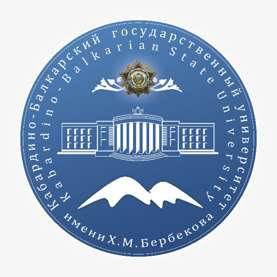 Кабардино-Балкарский государственный университет
Kabardino-Balkarian State University
имени Х.М.Бербекова